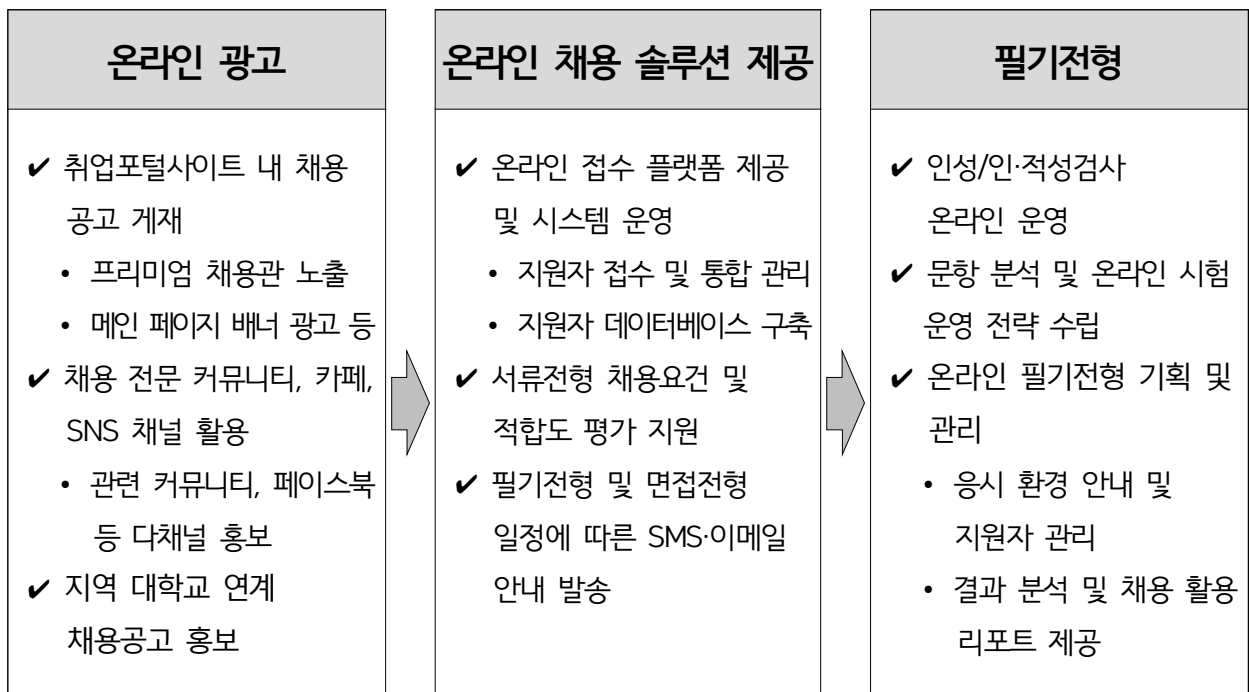 온라인 광고
✔ 취업포털사이트 내 채용
공고 게재
• 프리미엄 채용관 노출
• 메인 페이지 배너 광고 등
✔ 채용 전문 커뮤니티, 카페,
SNS 채널 활용
• 관련 커뮤니티, 페이스북
등 다채널 홍보
✔ 지역 대학교 연계
채용공고 홍보
온라인 채용 솔루션 제공
✔ 온라인 접수 플랫폼 제공
및 시스템 운영
• 지원자 접수 및 통합 관리
• 지원자 데이터베이스 구축
✔ 서류전형 채용요건 및
적합도 평가 지원
✔ 필기전형 및 면접전형
일정에 따른 SMS·이메일
안내 발송
필기전형
✔ 인성/인·적성검사
온라인 운영
✔ 문항 분석 및 온라인 시험
운영 전략 수립
✔ 온라인 필기전형 기획 및
관리
• 응시 환경 안내 및
지원자 관리
• 결과 분석 및 채용 활용
리포트 제공